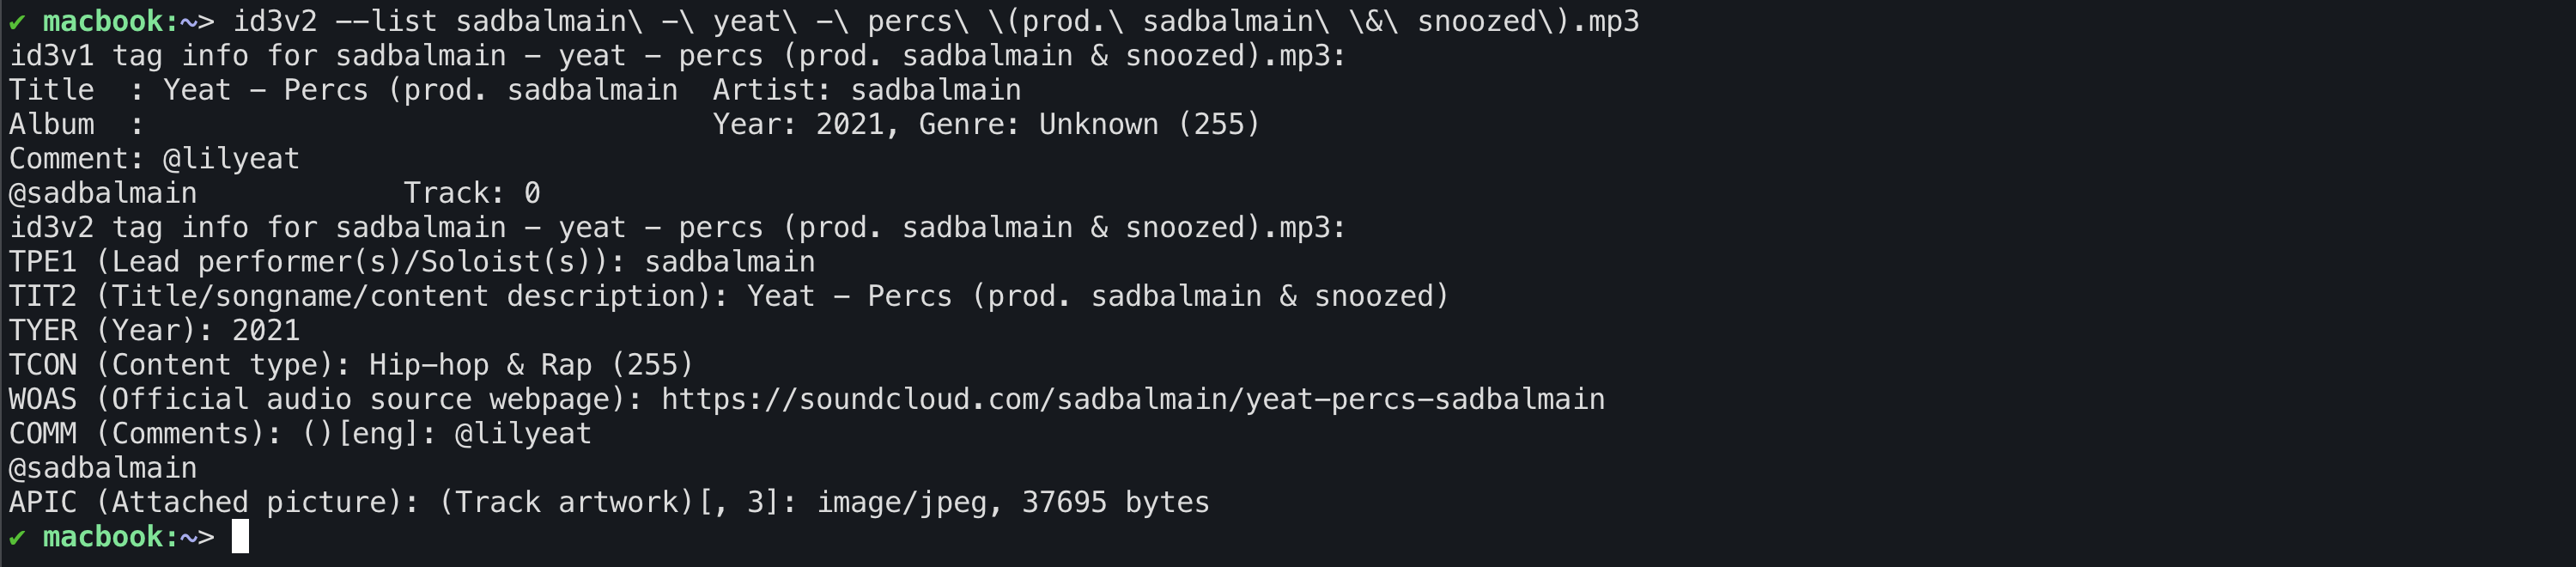 ✔ macbook:~> id3v2 --list sadbalmain\ -\ yeat\ -\ percs\ \(prod.\ sadbalmain\ \&\ snoozed\).mp3
id3v1 tag info for sadbalmain - yeat - percs (prod. sadbalmain & snoozed).mp3:
Title  : Yeat - Percs (prod. sadbalmain  Artist: sadbalmain
Album  :                                 Year: 2021, Genre: Unknown (255)
Comment: @lilyeat
@sadbalmain            Track: 0
id3v2 tag info for sadbalmain - yeat - percs (prod. sadbalmain & snoozed).mp3:
TPE1 (Lead performer(s)/Soloist(s)): sadbalmain
TIT2 (Title/songname/content description): Yeat - Percs (prod. sadbalmain & snoozed)
TYER (Year): 2021
TCON (Content type): Hip-hop & Rap (255)
WOAS (Official audio source webpage): https://soundcloud.com/sadbalmain/yeat-percs-sadbalmain
COMM (Comments): ()[eng]: @lilyeat
@sadbalmain
APIC (Attached picture): (Track artwork)[, 3]: image/jpeg, 37695 bytes
✔ macbook:~>